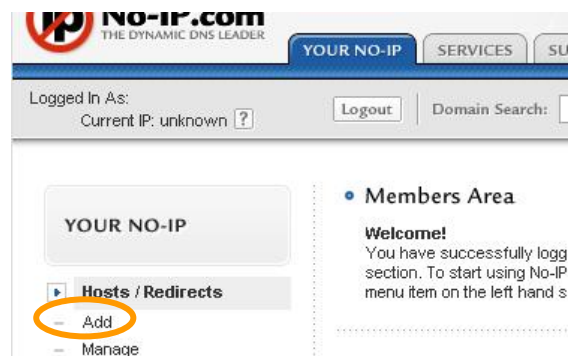 No-IP.com
THE DYNAMIC DNS LEADER
YOUR NO-IP
SERVICES
SU
Logged In As:
Current IP: unknown ?
Logout
Domain Search:
YOUR NO-IP
Hosts / Redirects
Add
Manage
Members Area
Welcome!
You have successfully logg
section. To start using No-IP
menu item on the left hand s